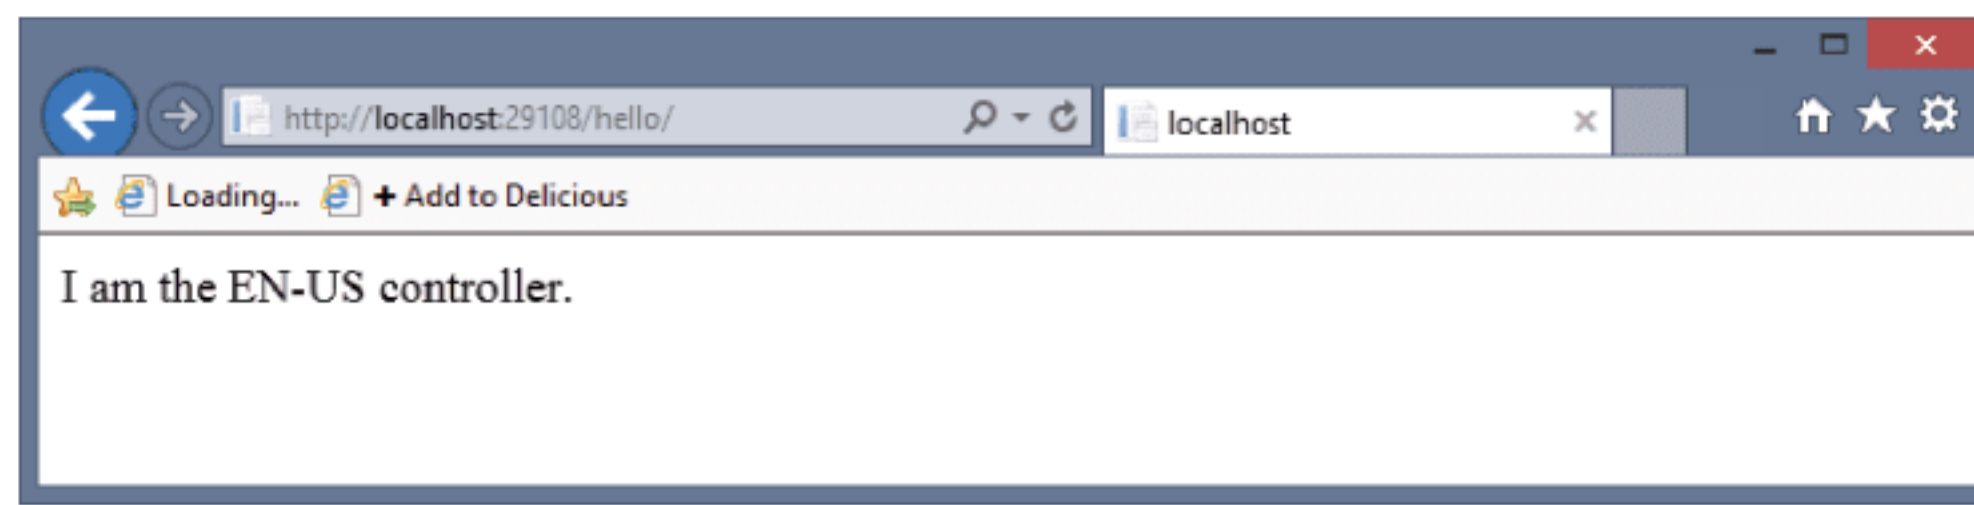 http://localhost:29108/hello/
localhost
Loading... + Add to Delicious
I am the EN-US controller.